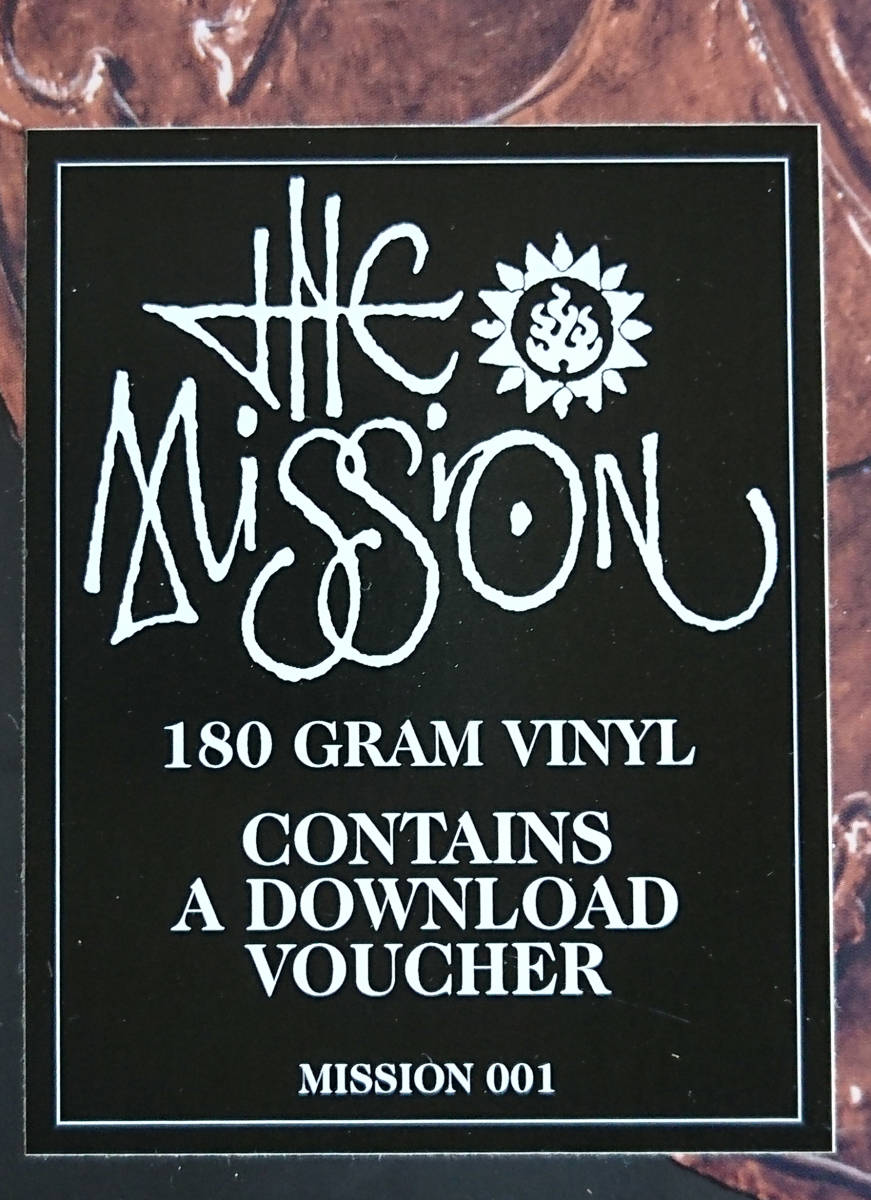 THE
MiSSiON
180 GRAM VINYL
CONTAINS
A DOWNLOAD
VOUCHER
MISSION 001